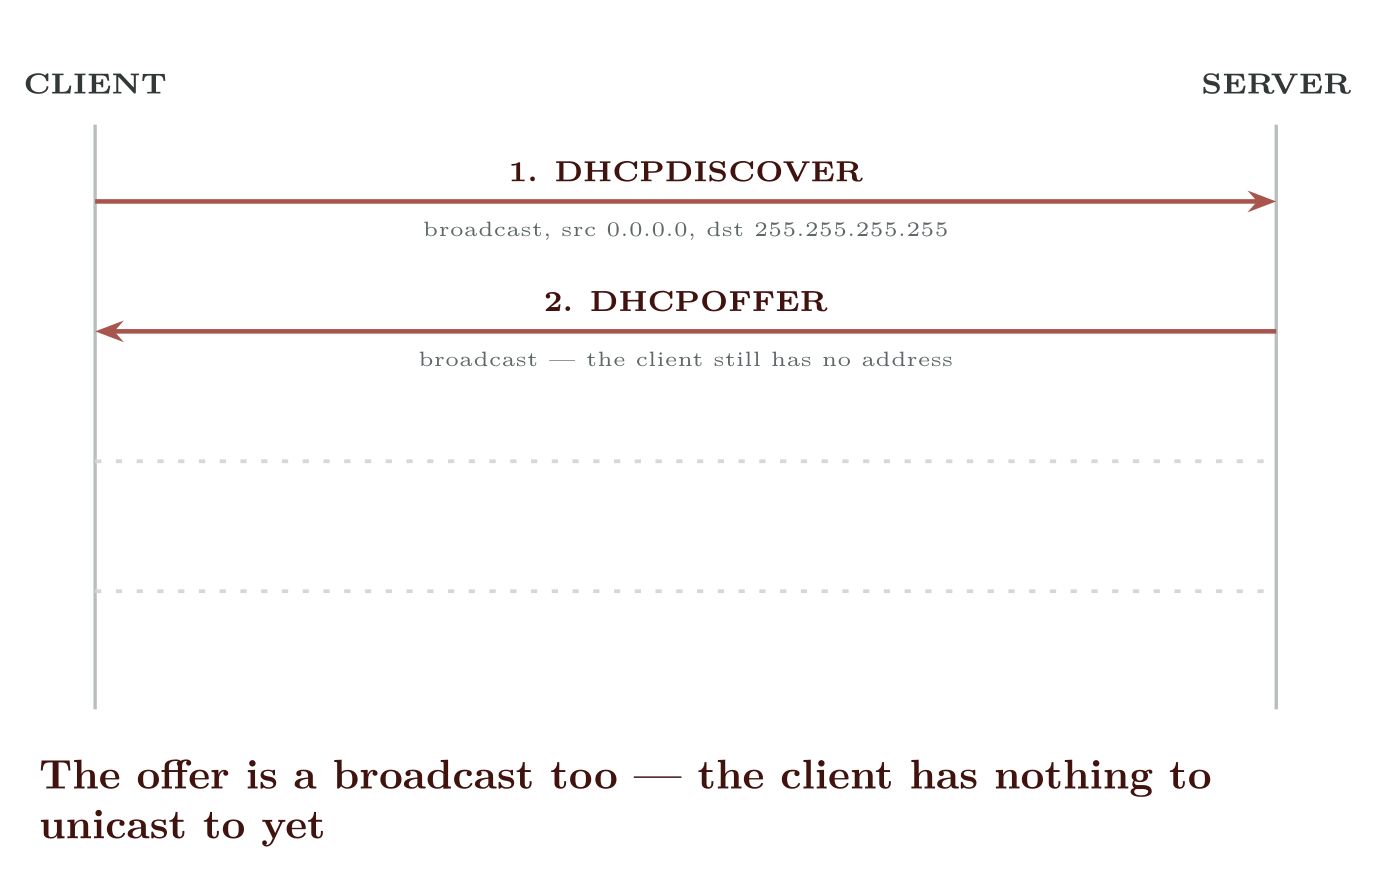 CLIENT
SERVER
1. DHCPDISCOVER
broadcast, src 0.0.0.0, dst 255.255.255.255
2. DHCPOFFER
broadcast — the client still has no address
The offer is a broadcast too — the client has nothing to
unicast to yet